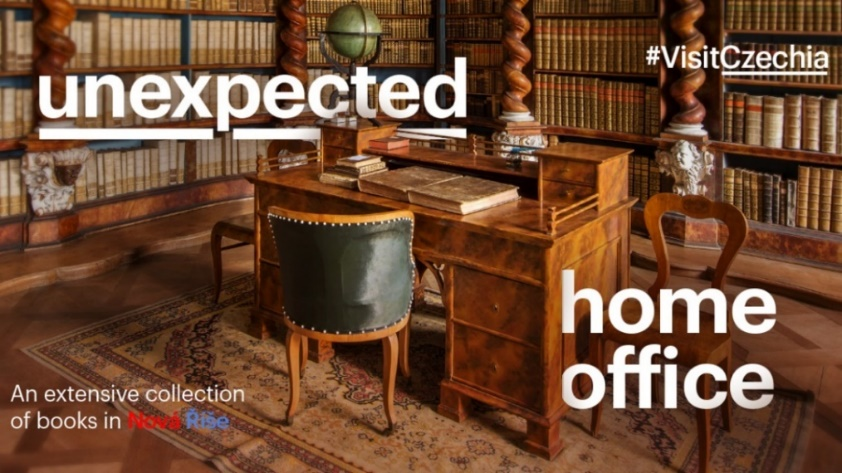 unexpected
#VisitCzechia
home
office
An extensive collection
of books in Nová Říše